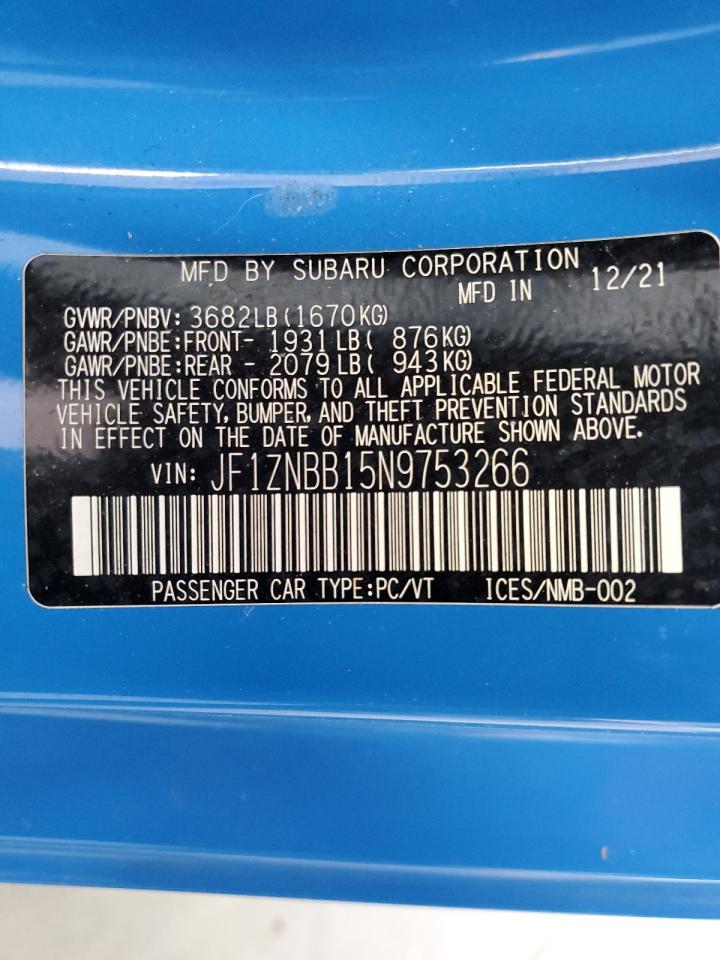 MFD BY SUBARU CORPORATION
MFD IN 12/21
GVWR/PNBV: 3682LB(1670KG)
GAWR/PNBE:FRONT- 1931LB( 876KG)
GAWR/PNBE:REAR - 2079LB( 943KG)
THIS VEHICLE CONFORMS TO ALL APPLICABLE FEDERAL MOTOR
VEHICLE SAFETY, BUMPER, AND THEFT PREVENTION STANDARDS
IN EFFECT ON THE DATE OF MANUFACTURE SHOWN ABOVE.
VIN: JF1ZNBB15N9753266
PASSENGER CAR TYPE:PC/VT ICES/NMB-002